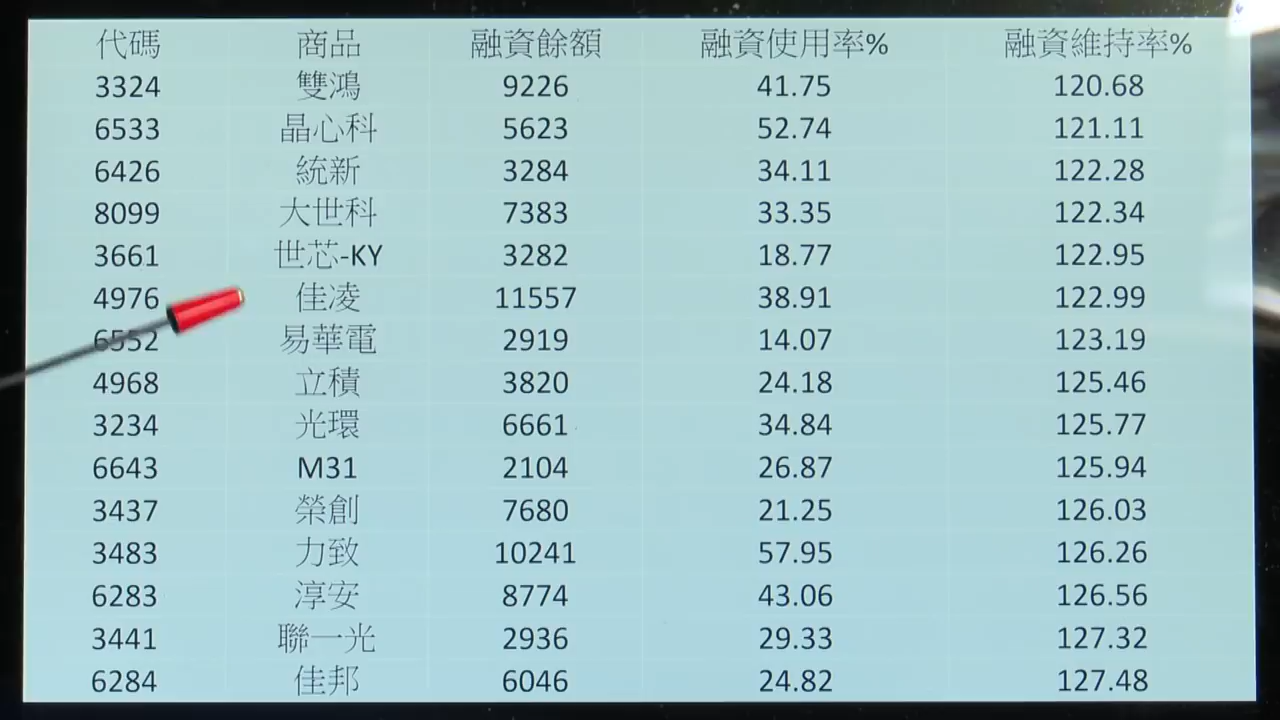 代碼 商品 融資餘額 融資使用率% 融資維持率%
3324 雙鴻 9226 41.75 120.68
6533 晶心科 5623 52.74 121.11
6426 統新 3284 34.11 122.28
8099 大世科 7383 33.35 122.34
3661 世芯-KY 3282 18.77 122.95
4976 佳凌 11557 38.91 122.99
6552 易華電 2919 14.07 123.19
4968 立積 3820 24.18 125.46
3234 光環 6661 34.84 125.77
6643 M31 2104 26.87 125.94
3437 榮創 7680 21.25 126.03
3483 力致 10241 57.95 126.26
6283 淳安 8774 43.06 126.56
3441 聯一光 2936 29.33 127.32
6284 佳邦 6046 24.82 127.48